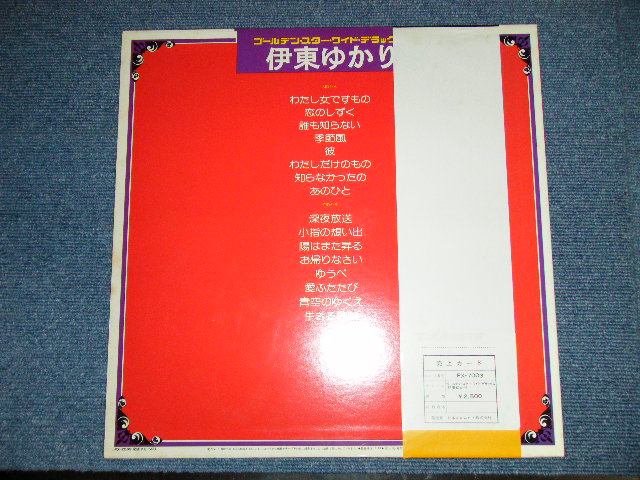 ゴールデン・スター・ワイド・デラック
伊東ゆかり
わたし女ですもの
恋のしずく
誰も知らない
季節風
彼
わたしだけのもの
知らなかったの
あのひと
深夜放送
小指の想い出
陽はまた昇る
お帰りなさい
ゆうべ
愛ふたたび
青空のゆくえ
売上カード
PX-7003
¥2,500